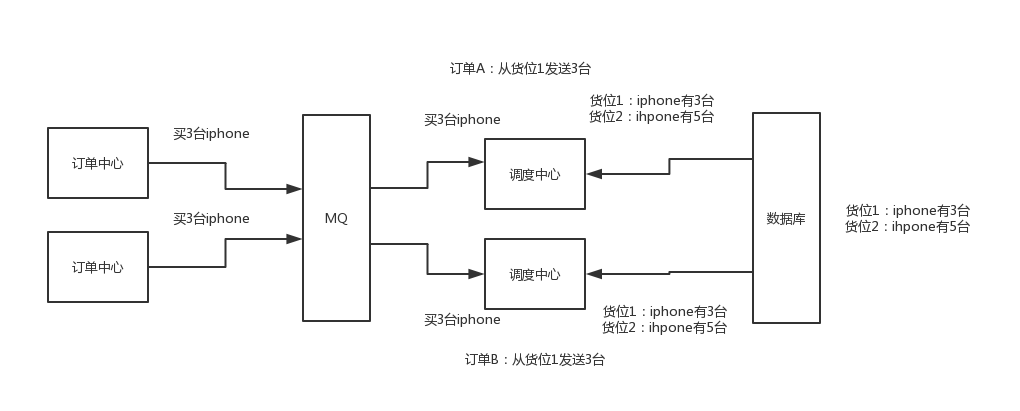 订单A：从货位1发送3台
货位1：iphone有3台
货位2：ihpone有5台
买3台iphone
买3台iphone
订单中心
调度中心
MQ
数据库
货位1：iphone有3台
货位2：ihpone有5台
买3台iphone
订单中心
调度中心
买3台iphone
货位1：iphone有3台
货位2：ihpone有5台
订单B：从货位1发送3台